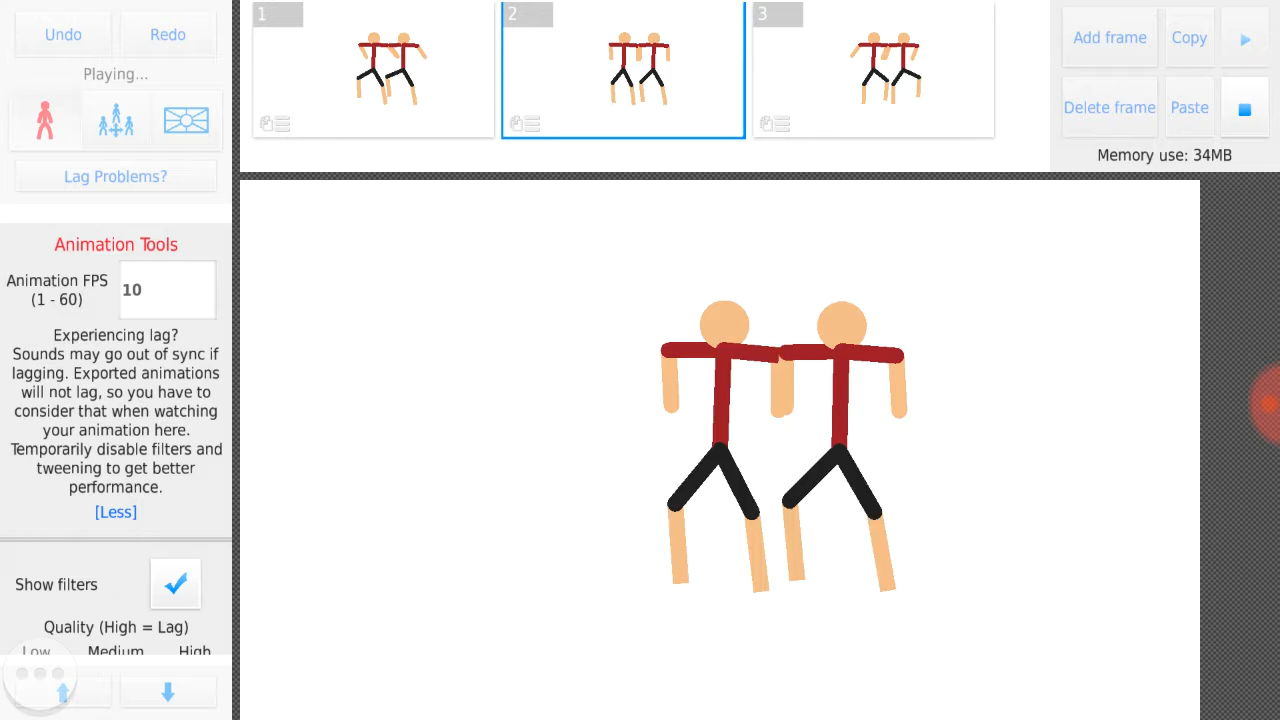 Undo
Redo
Playing...
Lag Problems?
1
2
3
Add frame
Copy
Delete frame
Paste
Memory use: 34MB
Animation Tools
Animation FPS
(1 - 60)
10
Experiencing lag?
Sounds may go out of sync if
lagging. Exported animations
will not lag, so you have to
consider that when watching
your animation here.
Temporarily disable filters and
tweening to get better
performance.
[Less]
Show filters
Quality (High = Lag)
Low Medium High